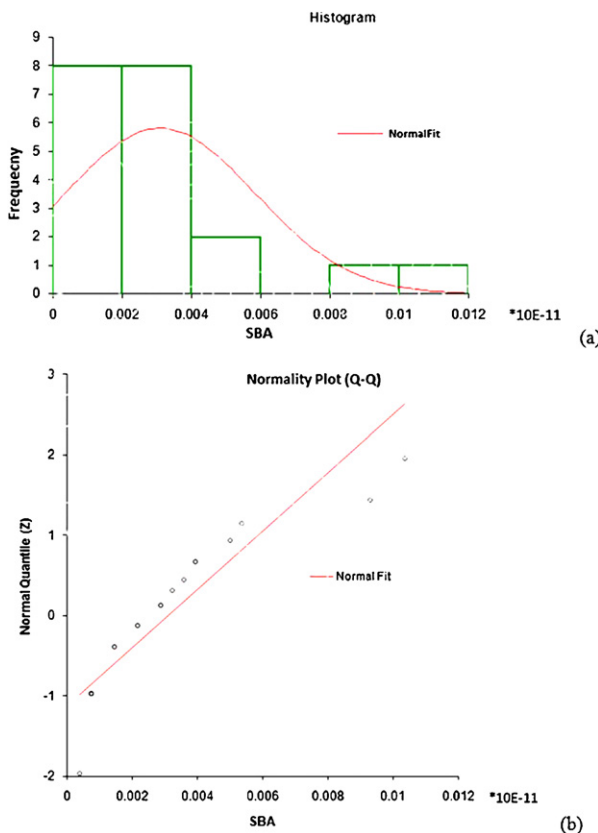 Histogram
9
8
7
6
5
4
3
2
1
0
Frequecny
NormalFit
0 0.002 0.004 0.006 0.008 0.01 0.012 *10E-11
SBA
(a)
Normality Plot (Q-Q)
3
2
1
0
-1
-2
Normal Quantile (Z)
Normal Fit
0 0.002 0.004 0.006 0.008 0.01 0.012 *10E-11
SBA
(b)